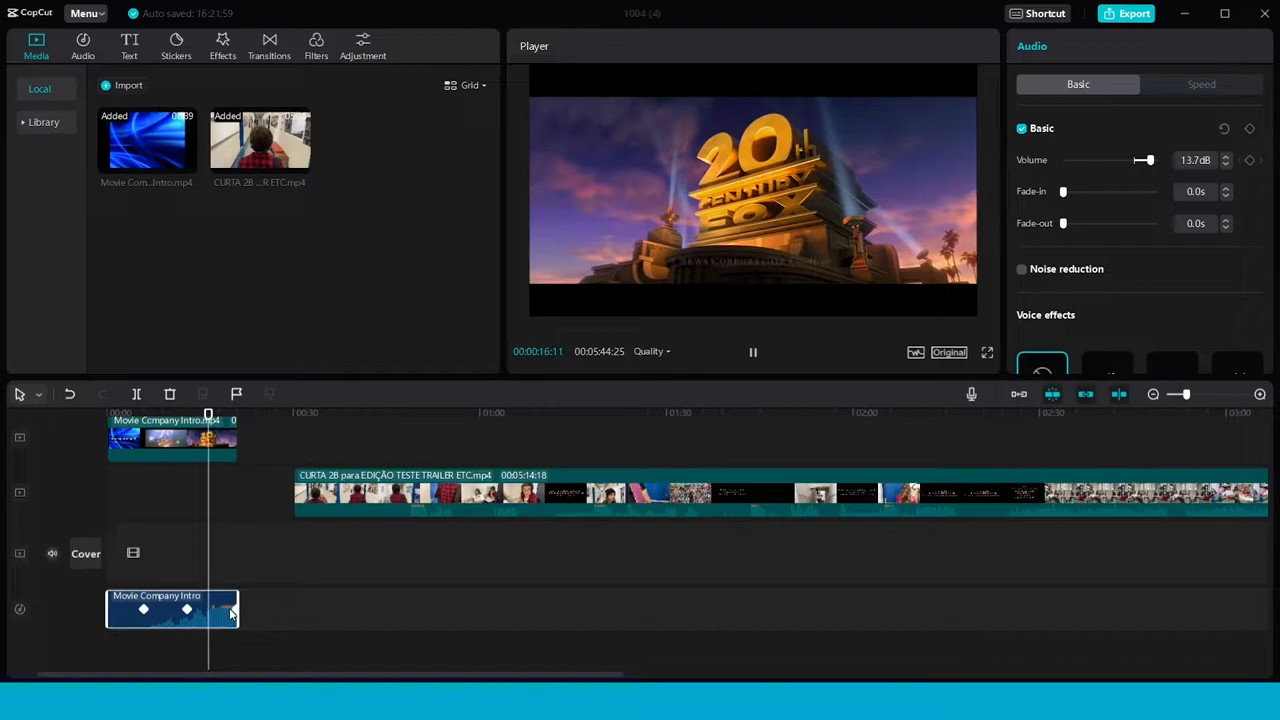 CapCut
Menu
Auto saved: 16:21:59
1004 (4)
Shortcut
Export
Media
Audio
Text
Stickers
Effects
Transitions
Filters
Adjustment
Player
Audio
Local
Import
Grid
Basic
Speed
Library
Added
Added
Movie Com...Intro.mp4
CURTA 2B ...R ETC.mp4
20th
CENTURY
FOX
Basic
Volume
13.7dB
Fade-in
0.0s
Fade-out
0.0s
Noise reduction
Voice effects
00:00:16:11
00:05:44:25
Quality
Original
00:00
00:30
01:00
01:30
02:00
02:30
03:00
Movie Company Intro.mp4
0
CURTA 2B para EDIÇÃO TESTE TRAILER ETC.mp4
00:05:14:18
Cover
Movie Company Intro